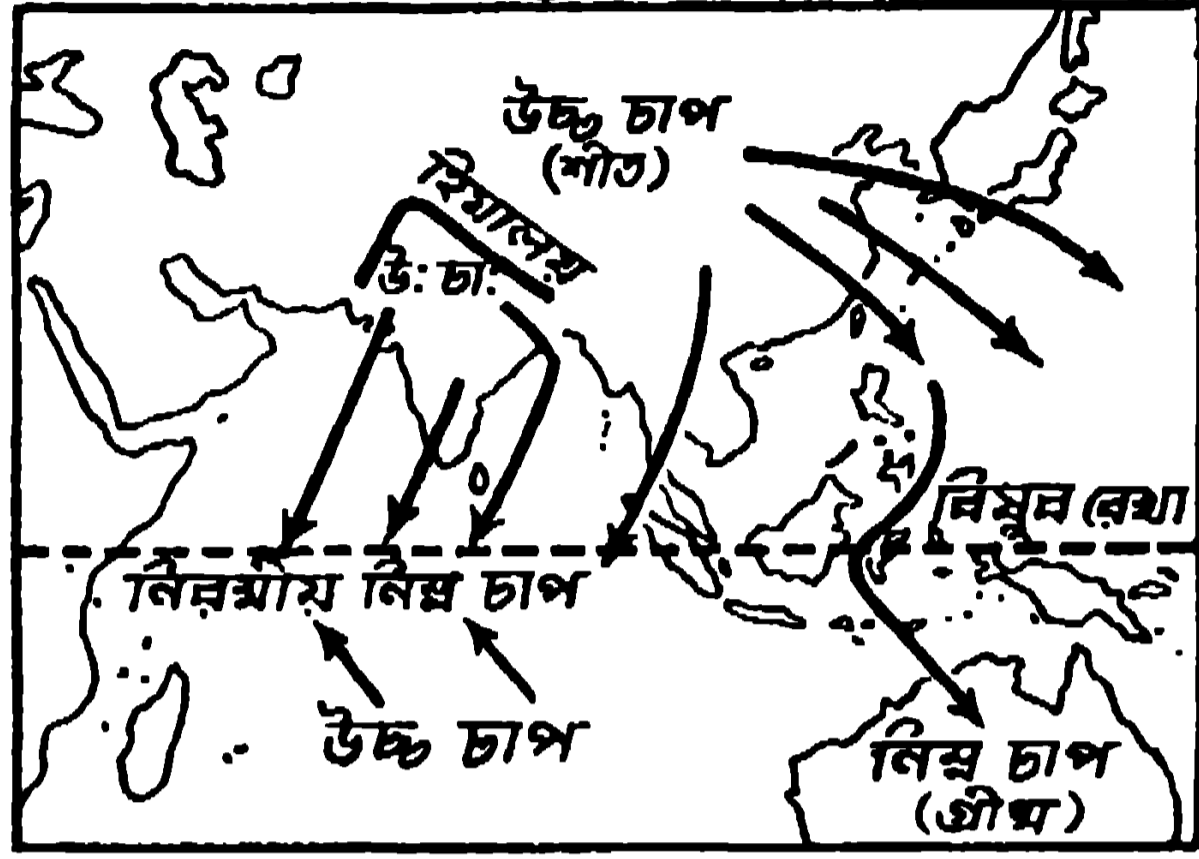 উচ্চ চাপ
(শীত)
হিমালয়
উ: চা:
বিষুব রেখা
নিরক্ষীয় নিম্ন চাপ
উচ্চ চাপ
নিম্ন চাপ
(গ্রীষ্ম)